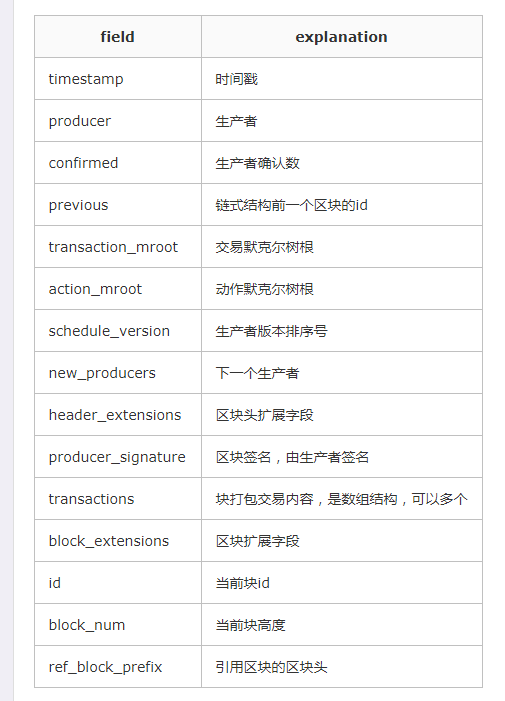 field explanation
timestamp 时间戳
producer 生产者
confirmed 生产者确认数
previous 链式结构前一个区块的id
transaction_mroot 交易默克尔树根
action_mroot 动作默克尔树根
schedule_version 生产者版本排序号
new_producers 下一个生产者
header_extensions 区块头扩展字段
producer_signature 区块签名，由生产者签名
transactions 块打包交易内容，是数组结构，可以多个
block_extensions 区块扩展字段
id 当前块id
block_num 当前块高度
ref_block_prefix 引用区块的区块头